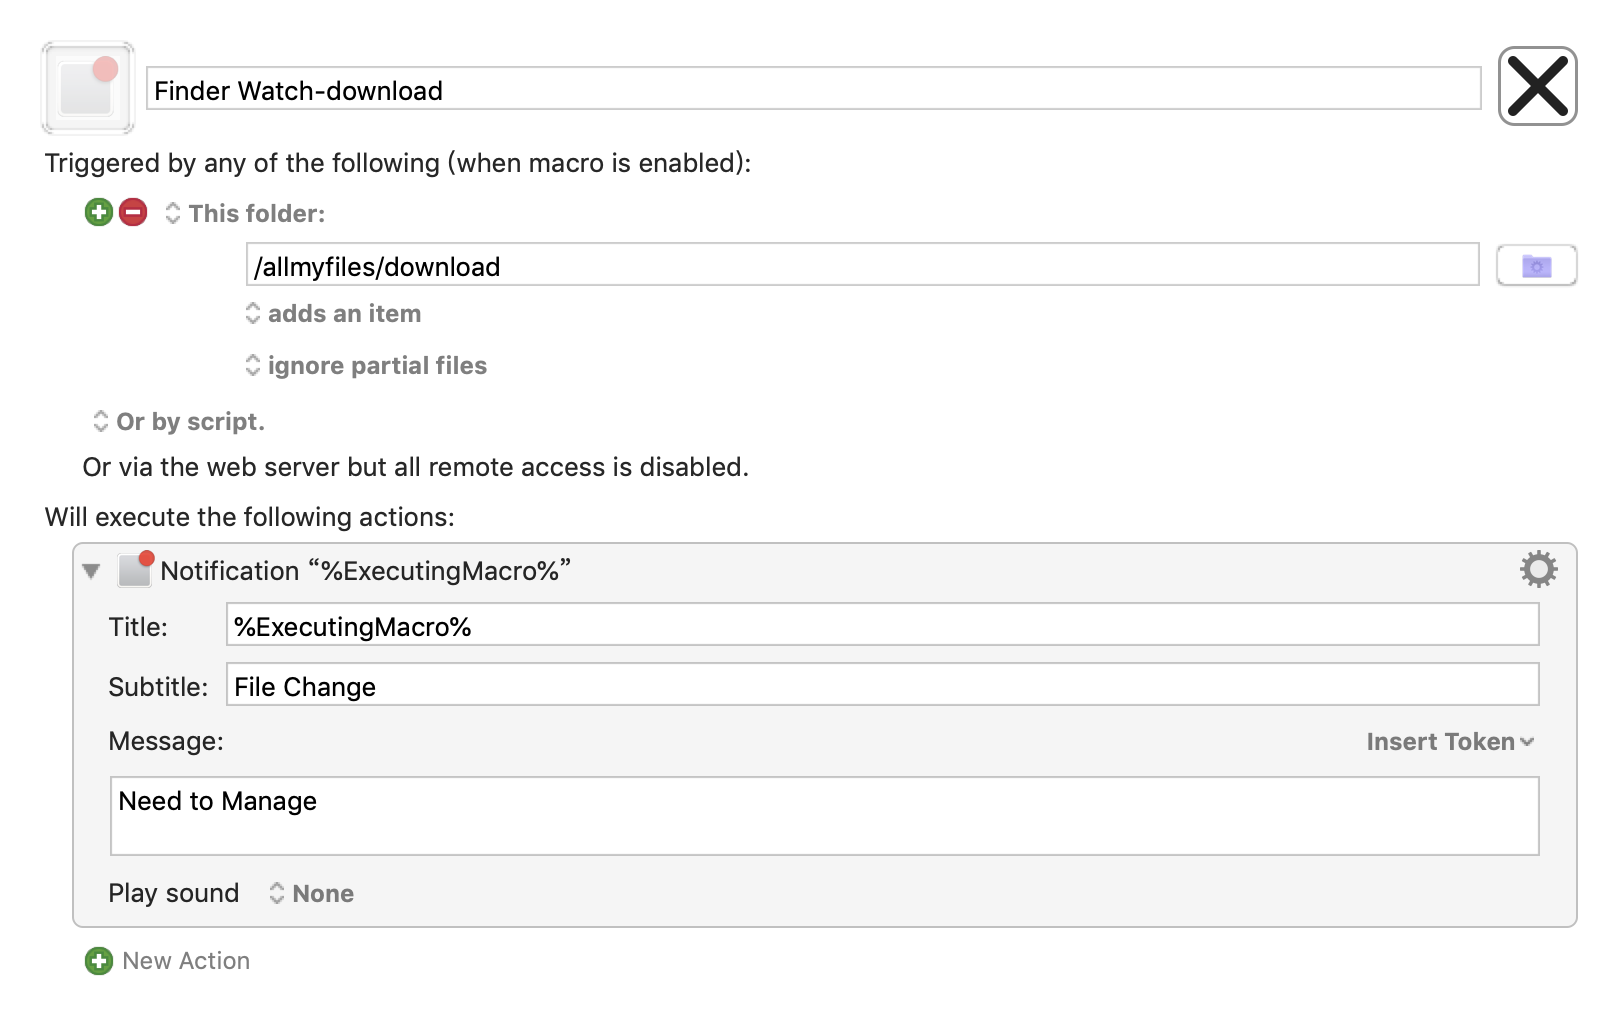 Finder Watch-download
Triggered by any of the following (when macro is enabled):
This folder:
/allmyfiles/download
adds an item
ignore partial files
Or by script.
Or via the web server but all remote access is disabled.
Will execute the following actions:
Notification “%ExecutingMacro%”
Title: %ExecutingMacro%
Subtitle: File Change
Message: Insert Token
Need to Manage
Play sound None
New Action